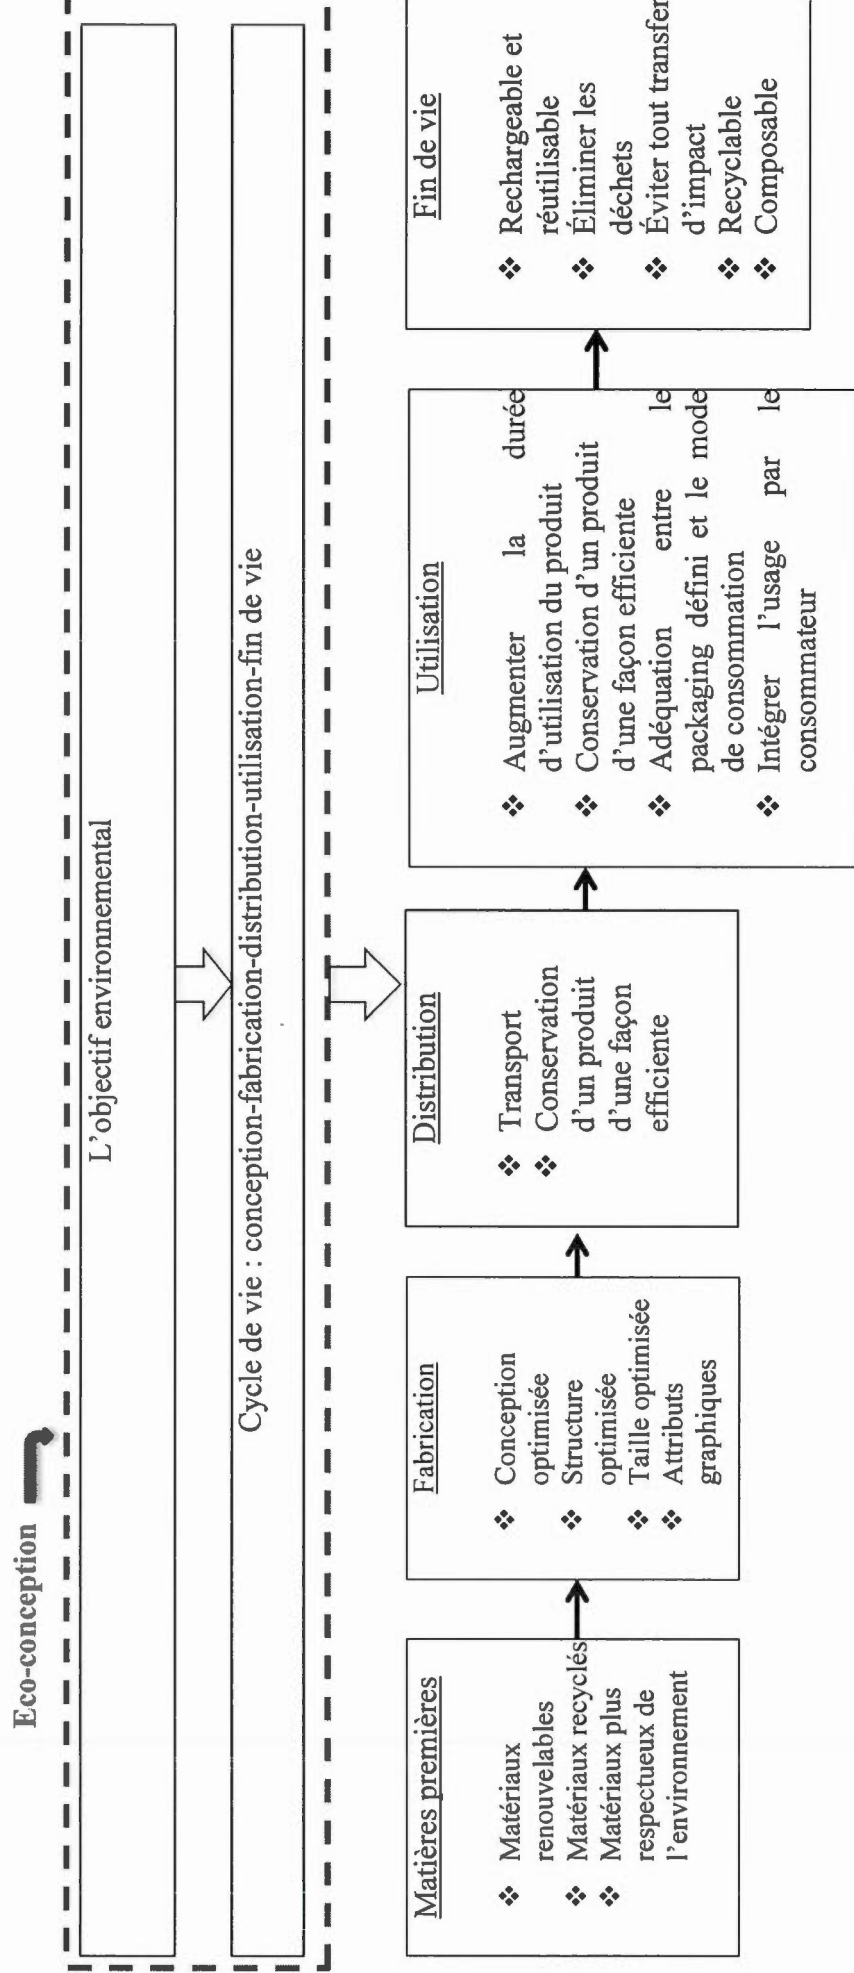 Eco-conception
L'objectif environnemental
Cycle de vie : conception-fabrication-distribution-utilisation-fin de vie
Matières premières
❖ Matériaux
renouvelables
❖ Matériaux recyclés
❖ Matériaux plus
respectueux de
l'environnement
Fabrication
❖ Conception
optimisée
❖ Structure
optimisée
❖ Taille optimisée
❖ Attributs
graphiques
Distribution
❖ Transport
❖ Conservation
d'un produit
d'une façon
efficiente
Utilisation
❖ Augmenter la durée
d'utilisation du produit
❖ Conservation d'un produit
d'une façon efficiente
❖ Adéquation entre le
packaging défini et le mode
de consommation
❖ Intégrer l'usage par le
consommateur
Fin de vie
❖ Rechargeable et
réutilisable
❖ Éliminer les
déchets
❖ Éviter tout transfer
d'impact
❖ Recyclable
❖ Composable